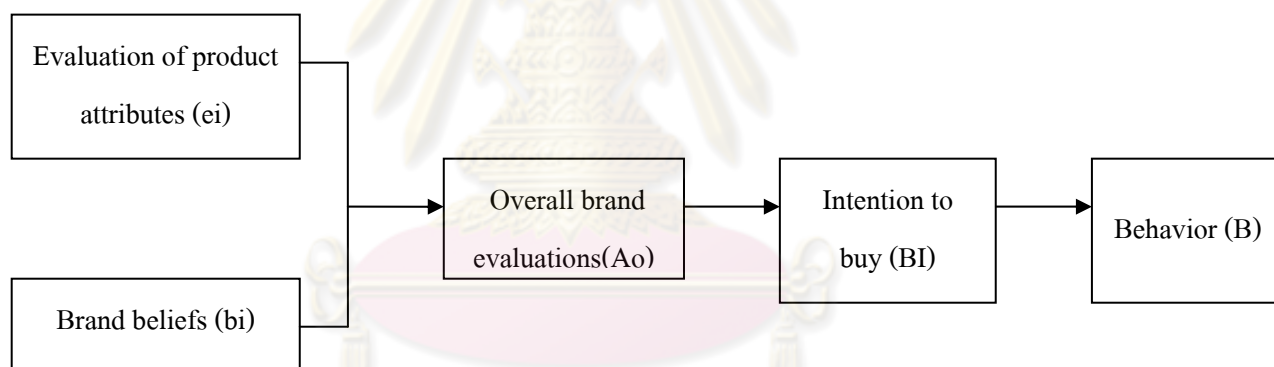 Evaluation of product
attributes (ei)
Overall brand
evaluations(Ao)
Intention to
buy (BI)
Behavior (B)
Brand beliefs (bi)